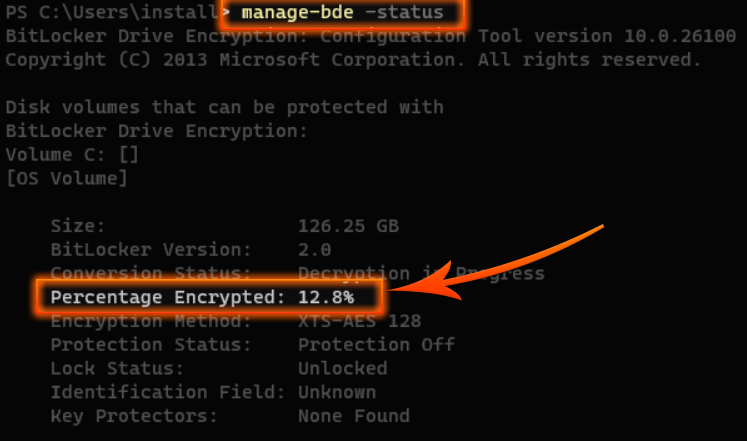 PS C:\Users\install> manage-bde -status
BitLocker Drive Encryption: Configuration Tool version 10.0.26100
Copyright (C) 2013 Microsoft Corporation. All rights reserved.
Disk volumes that can be protected with
BitLocker Drive Encryption:
Volume C: []
[OS Volume]
Size: 126.25 GB
BitLocker Version: 2.0
Conversion Status: Decryption in Progress
Percentage Encrypted: 12.8%
Encryption Method: XTS-AES 128
Protection Status: Protection Off
Lock Status: Unlocked
Identification Field: Unknown
Key Protectors: None Found